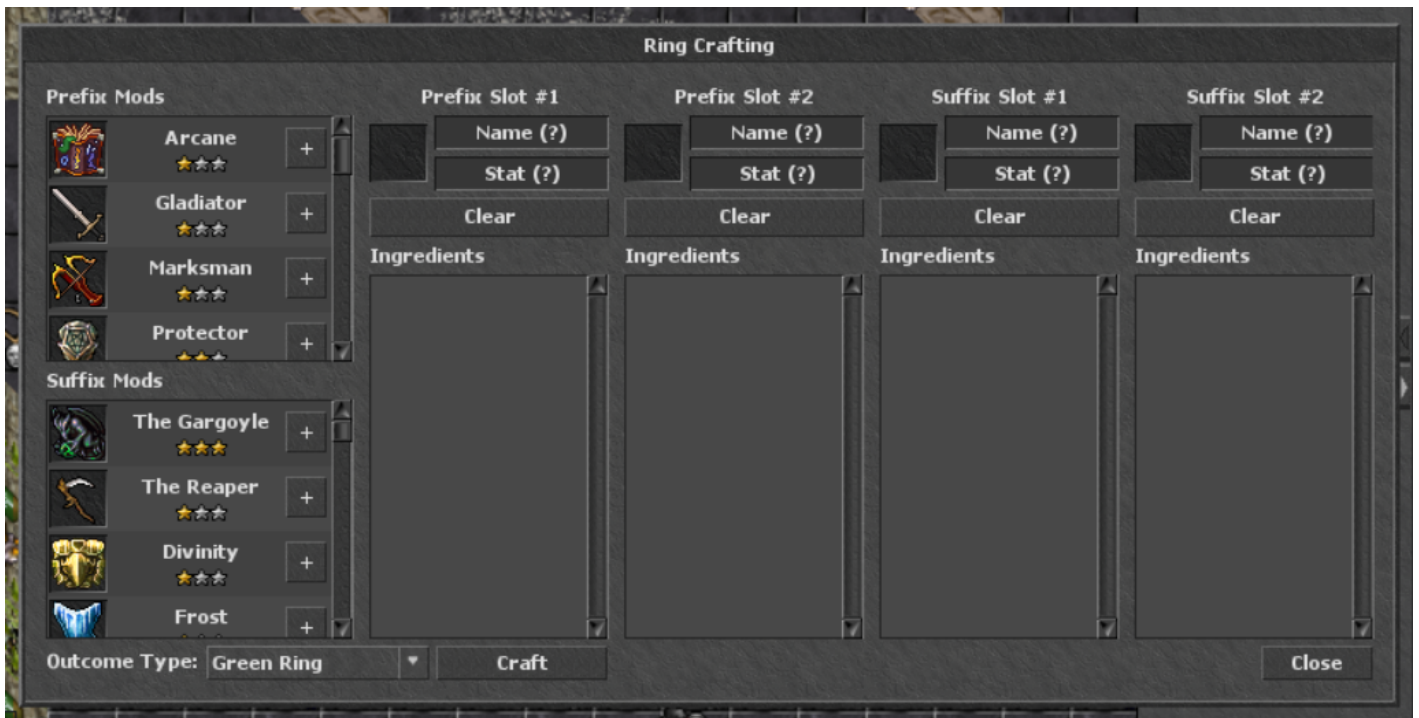 Ring Crafting
Prefix Mods
Arcane
+
Gladiator
+
Marksman
+
Protector
+
Suffix Mods
The Gargoyle
+
The Reaper
+
Divinity
+
Frost
+
Prefix Slot #1
Name (?)
Stat (?)
Clear
Ingredients
Prefix Slot #2
Name (?)
Stat (?)
Clear
Ingredients
Suffix Slot #1
Name (?)
Stat (?)
Clear
Ingredients
Suffix Slot #2
Name (?)
Stat (?)
Clear
Ingredients
Outcome Type: Green Ring
Craft
Close